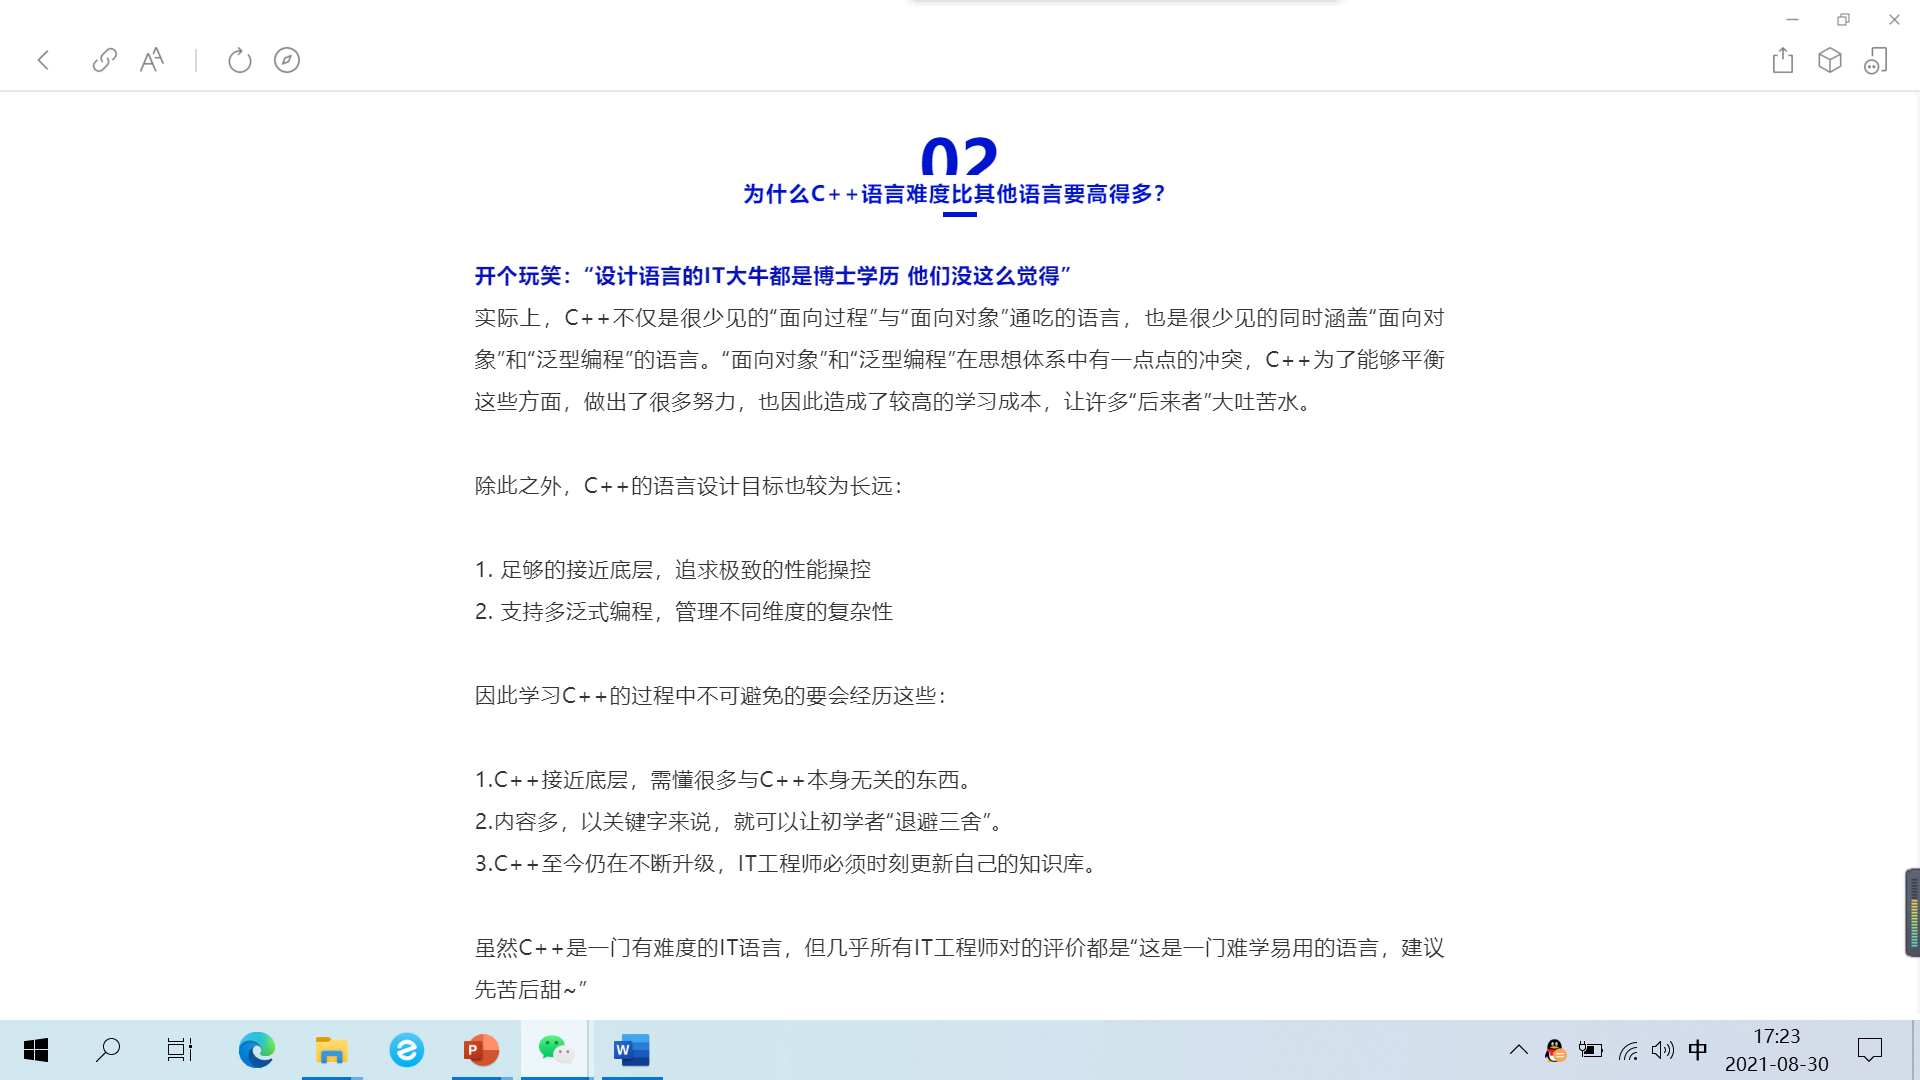 02
为什么C++语言难度比其他语言要高得多？
开个玩笑：“设计语言的IT大牛都是博士学历 他们没这么觉得”
实际上，C++不仅是很少见的“面向过程”与“面向对象”通吃的语言，也是很少见的同时涵盖“面向对
象”和“泛型编程”的语言。“面向对象”和“泛型编程”在思想体系中有一点点的冲突，C++为了能够平衡
这些方面，做出了很多努力，也因此造成了较高的学习成本，让许多“后来者”大吐苦水。
除此之外，C++的语言设计目标也较为长远：
1. 足够的接近底层，追求极致的性能操控
2. 支持多泛式编程，管理不同维度的复杂性
因此学习C++的过程中不可避免的要会经历这些：
1.C++接近底层，需懂很多与C++本身无关的东西。
2.内容多，以关键字来说，就可以让初学者“退避三舍”。
3.C++至今仍在不断升级，IT工程师必须时刻更新自己的知识库。
虽然C++是一门有难度的IT语言，但几乎所有IT工程师对的评价都是“这是一门难学易用的语言，建议
先苦后甜~”
中
17:23
2021-08-30